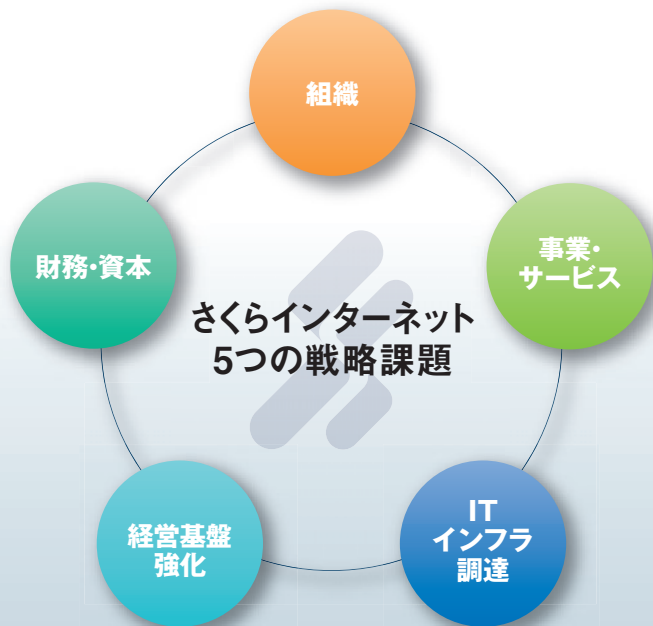 組織
事業・
サービス
財務・資本
さくらインターネット
5つの戦略課題
経営基盤
強化
IT
インフラ
調達